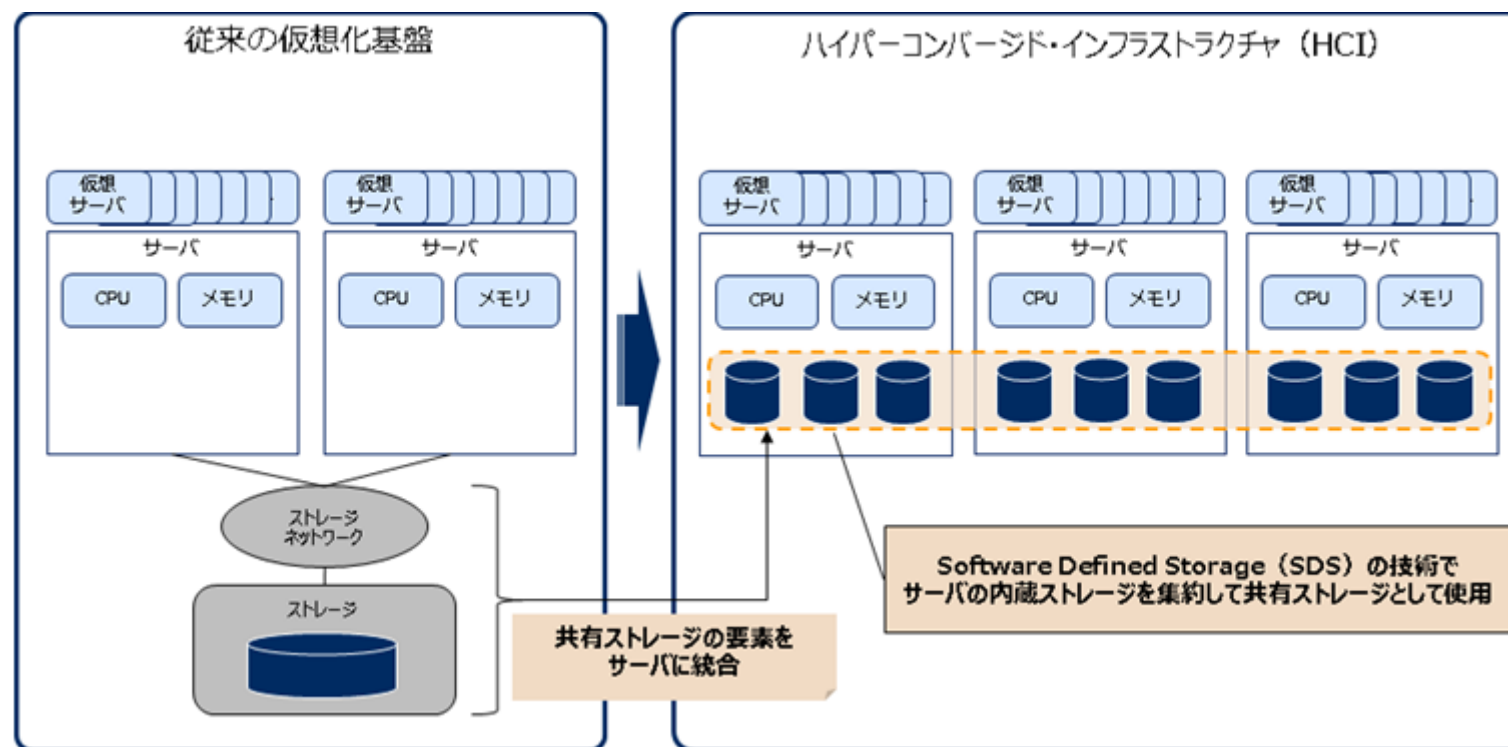 従来の仮想化基盤
仮想
サーバ
仮想
サーバ
サーバ
サーバ
CPU
メモリ
CPU
メモリ
ストレージ
ネットワーク
ストレージ
共有ストレージの要素を
サーバに統合
ハイパーコンバージド・インフラストラクチャ（HCI）
仮想
サーバ
仮想
サーバ
仮想
サーバ
サーバ
サーバ
サーバ
CPU
メモリ
CPU
メモリ
CPU
メモリ
Software Defined Storage（SDS）の技術で
サーバの内蔵ストレージを集約して共有ストレージとして使用